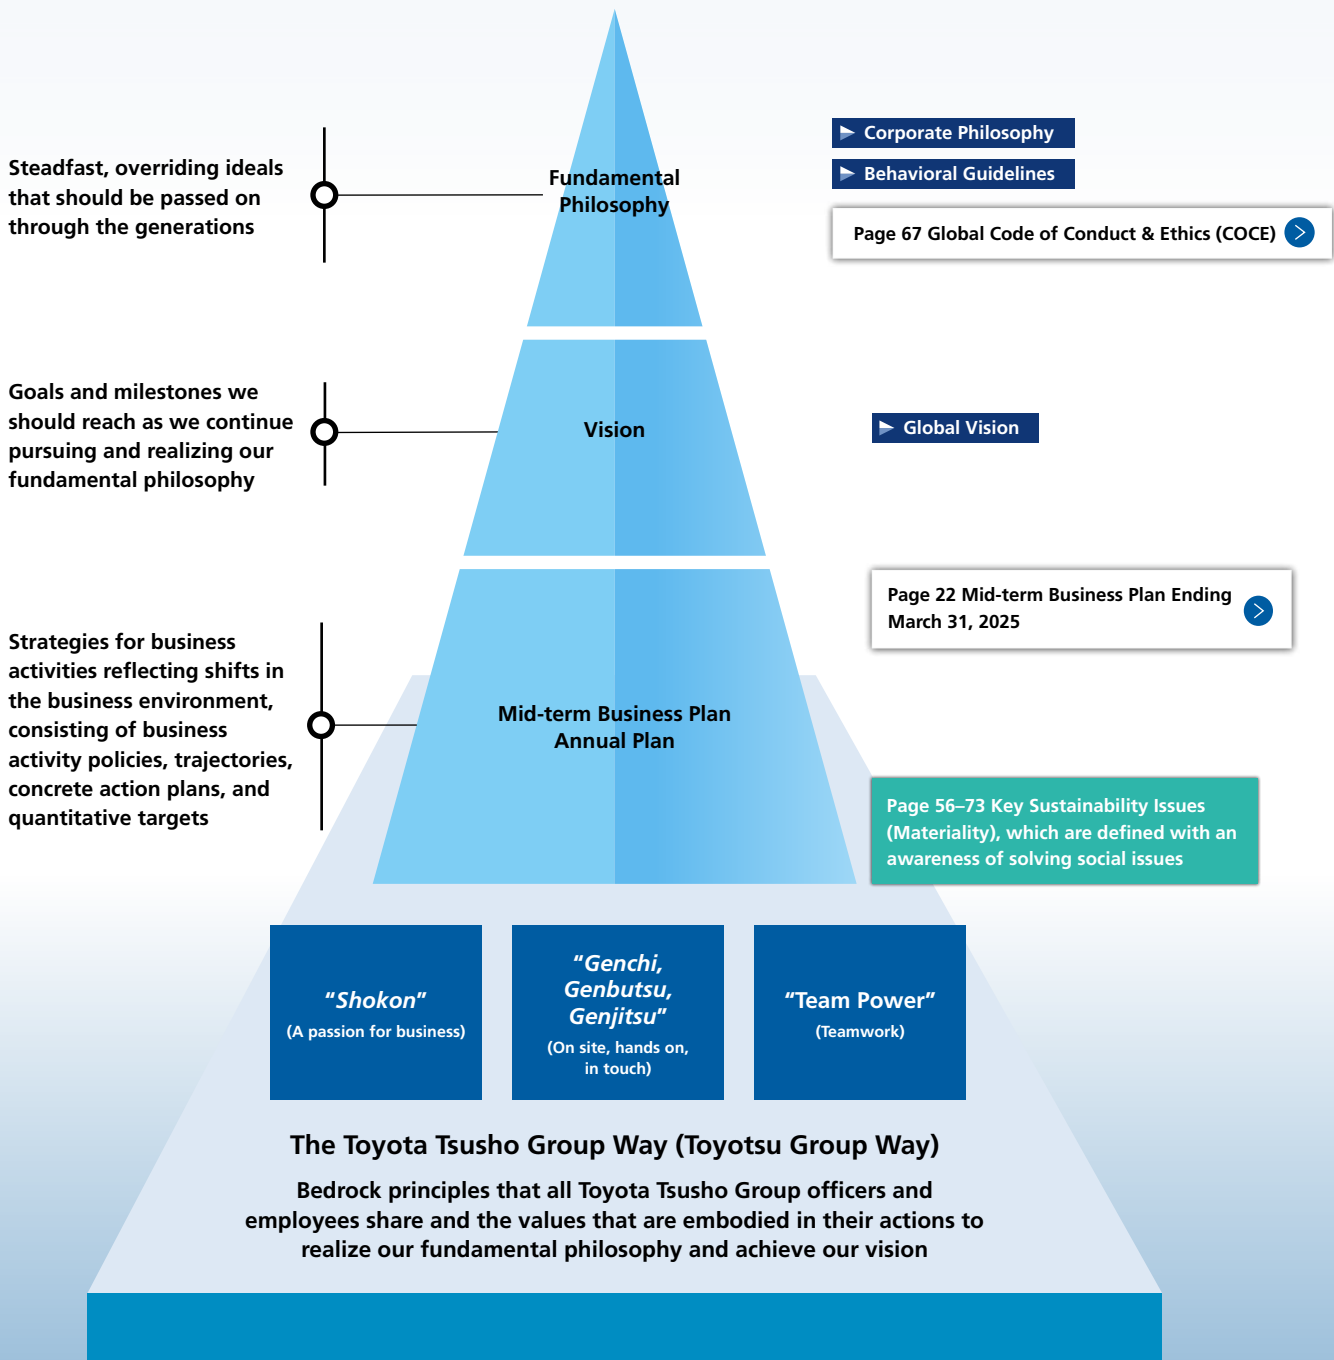 Steadfast, overriding ideals
that should be passed on
through the generations
Fundamental
Philosophy
Corporate Philosophy
Behavioral Guidelines
Page 67 Global Code of Conduct & Ethics (COCE)
Goals and milestones we
should reach as we continue
pursuing and realizing our
fundamental philosophy
Vision
Global Vision
Strategies for business
activities reflecting shifts in
the business environment,
consisting of business
activity policies, trajectories,
concrete action plans, and
quantitative targets
Mid-term Business Plan
Annual Plan
Page 22 Mid-term Business Plan Ending
March 31, 2025
Page 56–73 Key Sustainability Issues
(Materiality), which are defined with an
awareness of solving social issues
“Shokon”
(A passion for business)
“Genchi,
Genbutsu,
Genjitsu”
(On site, hands on,
in touch)
“Team Power”
(Teamwork)
The Toyota Tsusho Group Way (Toyotsu Group Way)
Bedrock principles that all Toyota Tsusho Group officers and
employees share and the values that are embodied in their actions to
realize our fundamental philosophy and achieve our vision